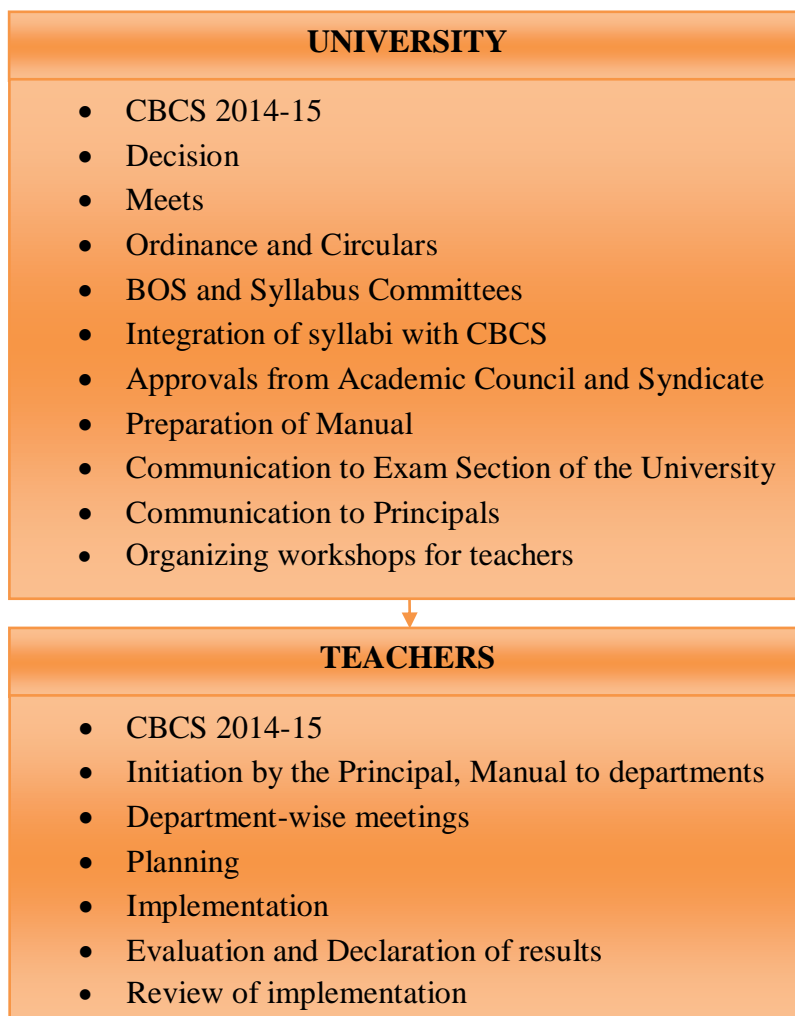 UNIVERSITY
• CBCS 2014-15
• Decision
• Meets
• Ordinance and Circulars
• BOS and Syllabus Committees
• Integration of syllabi with CBCS
• Approvals from Academic Council and Syndicate
• Preparation of Manual
• Communication to Exam Section of the University
• Communication to Principals
• Organizing workshops for teachers
TEACHERS
• CBCS 2014-15
• Initiation by the Principal, Manual to departments
• Department-wise meetings
• Planning
• Implementation
• Evaluation and Declaration of results
• Review of implementation